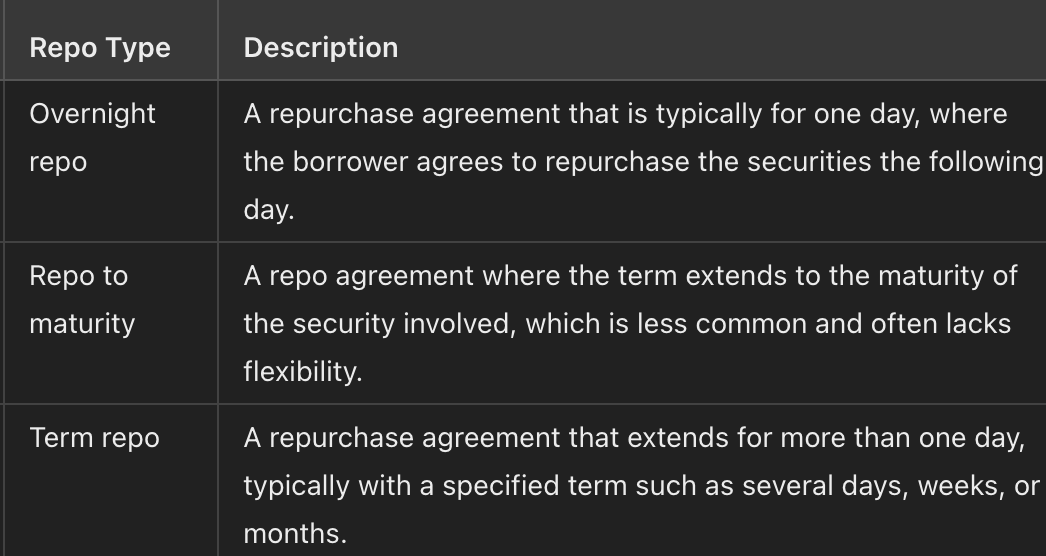 Repo Type
Description
Overnight
repo
A repurchase agreement that is typically for one day, where
the borrower agrees to repurchase the securities the following
day.
Repo to
maturity
A repo agreement where the term extends to the maturity of
the security involved, which is less common and often lacks
flexibility.
Term repo
A repurchase agreement that extends for more than one day,
typically with a specified term such as several days, weeks, or
months.